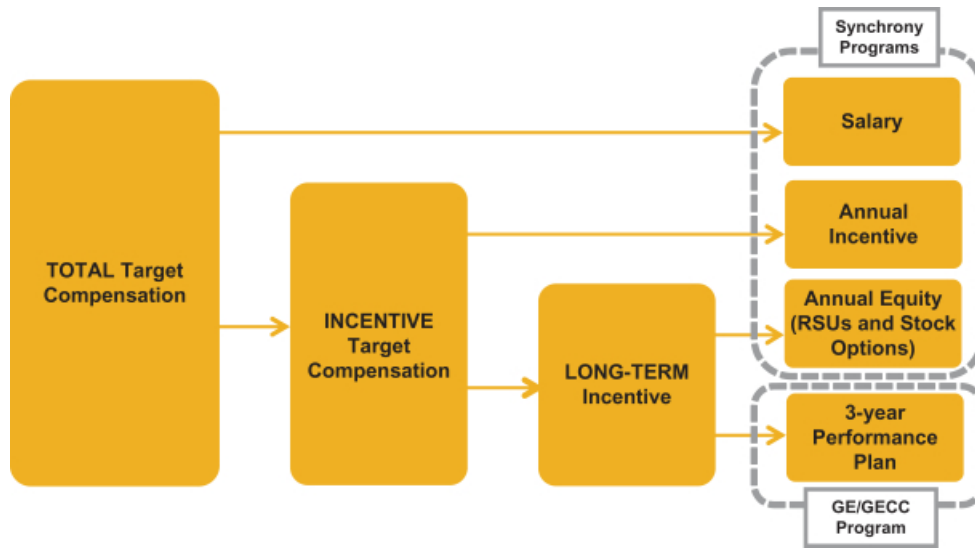 Synchrony
Programs
Salary
TOTAL Target
Compensation
INCENTIVE
Target
Compensation
Annual
Incentive
LONG-TERM
Incentive
Annual Equity
(RSUs and Stock
Options)
3-year
Performance
Plan
GE/GECC
Program